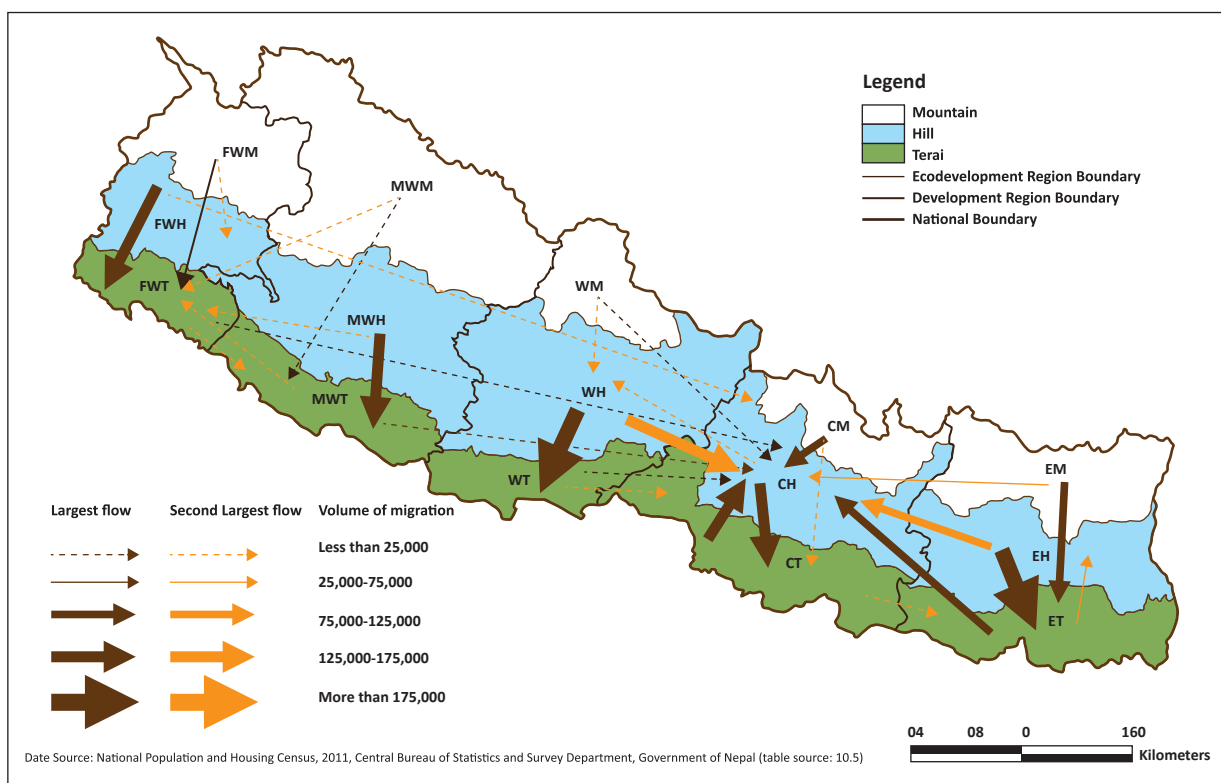 Legend
Mountain
Hill
Terai
Ecodevelopment Region Boundary
Development Region Boundary
National Boundary
FWM
MWM
FWH
FWT
WM
MWH
MWT
WH
CM
WT
CH
EM
CT
EH
ET
Largest flow Second Largest flow Volume of migration
Less than 25,000
25,000-75,000
75,000-125,000
125,000-175,000
More than 175,000
04 08 0 160
Kilometers
Date Source: National Population and Housing Census, 2011, Central Bureau of Statistics and Survey Department, Government of Nepal (table source: 10.5)